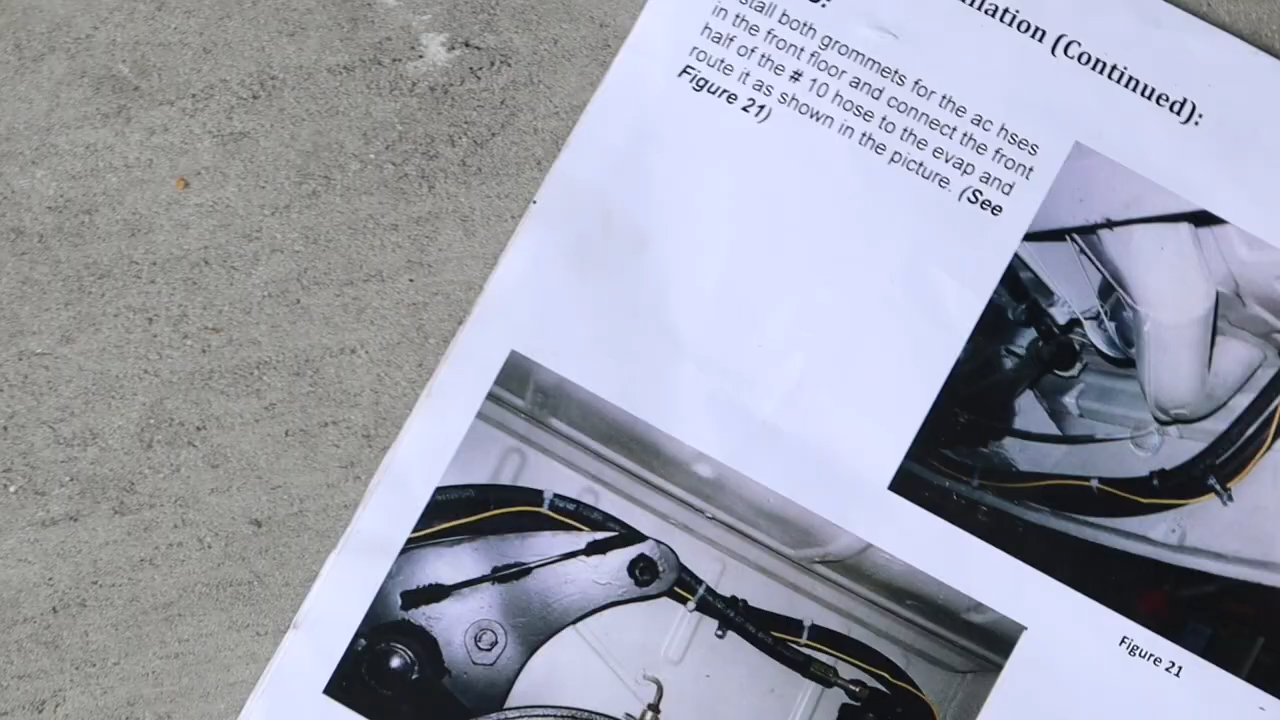 (Continued):
stall both grommets for the ac hses
in the front floor and connect the front
half of the # 10 hose to the evap and
route it as shown in the picture. (See
Figure 21)
Figure 21